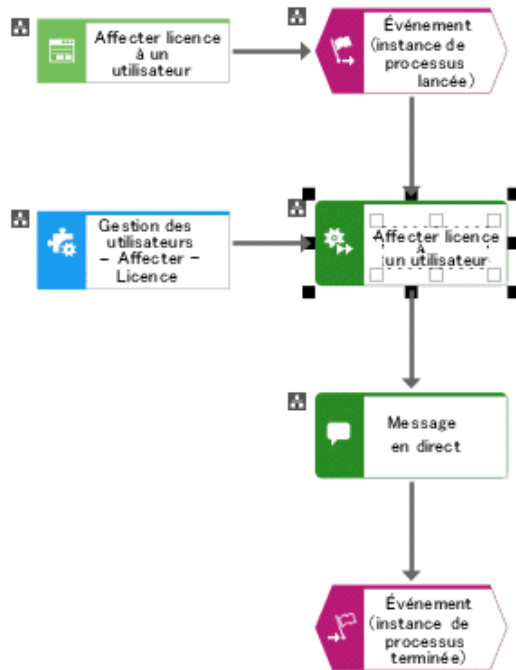 Affecter licence
à un
utilisateur
Événement
(instance de
processus
lancée)
Gestion des
utilisateurs
– Affecter –
Licence
Affecter licence
à
un utilisateur
Message
en direct
Événement
(instance de
processus
terminée)